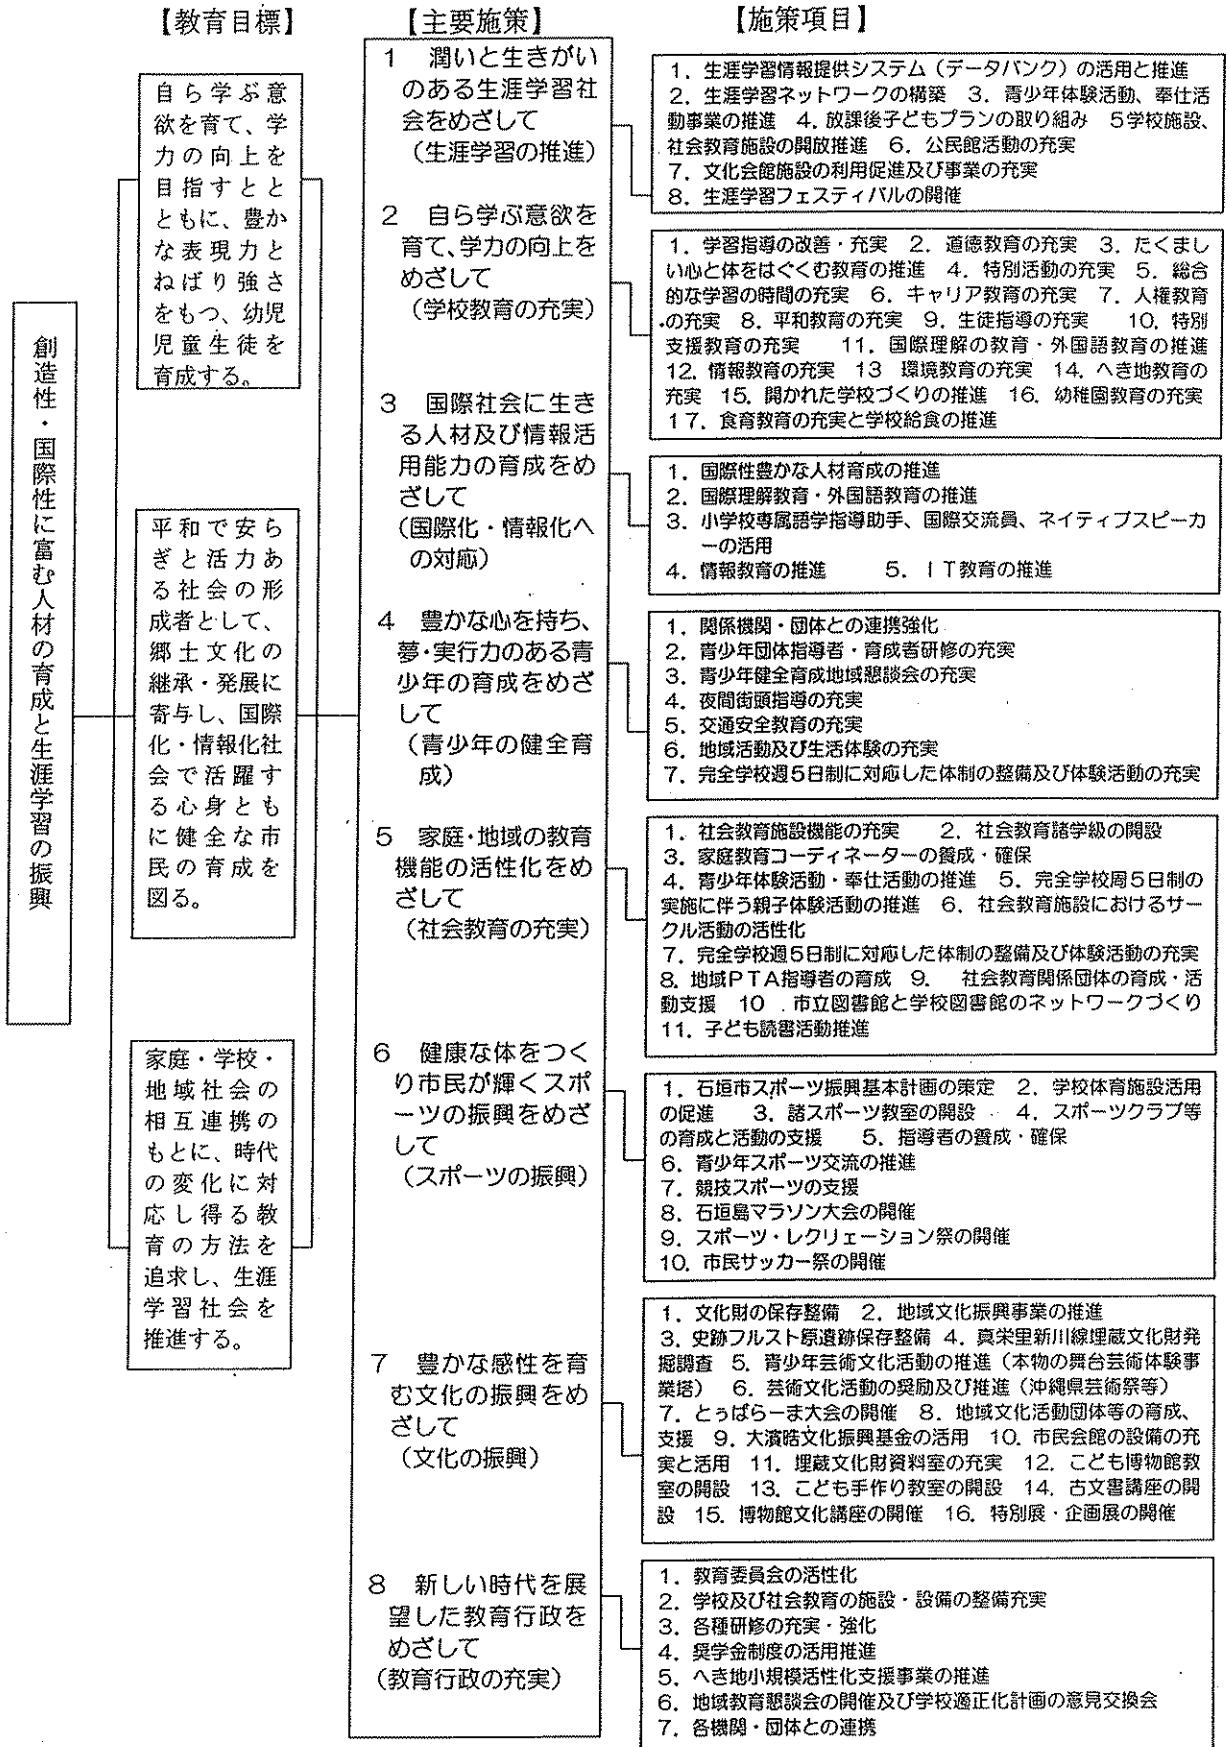 【教育目標】
【主要施策】
【施策項目】
創造性・国際性に富む人材の育成と生涯学習の振興
自ら学ぶ意
欲を育て、学
力の向上を
目指すとと
ともに、豊か
な表現力と
ねばり強さ
をもつ、幼児
児童生徒を
育成する。
平和で安ら
ぎと活力あ
る社会の形
成者として、
郷土文化の
継承・発展に
寄与し、国際
化・情報化社
会で活躍す
る心身とも
に健全な市
民の育成を
図る。
家庭・学校・
地域社会の
相互連携の
もとに、時代
の変化に対
応し得る教
育の方法を
追求し、生涯
学習社会を
推進する。
1 潤いと生きがい
のある生涯学習社
会をめざして
（生涯学習の推進）
2 自ら学ぶ意欲を
育て、学力の向上を
めざして
（学校教育の充実）
3 国際社会に生き
る人材及び情報活
用能力の育成をめ
ざして
（国際化・情報化へ
の対応）
4 豊かな心を持ち、
夢・実行力のある青
少年の育成をめざ
して
（青少年の健全育
成）
5 家庭・地域の教育
機能の活性化をめ
ざして
（社会教育の充実）
6 健康な体をつく
り市民が輝くスポ
ーツの振興をめざ
して
（スポーツの振興）
7 豊かな感性を育
む文化の振興をめ
ざして
（文化の振興）
8 新しい時代を展
望した教育行政を
めざして
（教育行政の充実）
1．生涯学習情報提供システム（データバンク）の活用と推進
2．生涯学習ネットワークの構築 3．青少年体験活動、奉仕活
動事業の推進 4．放課後子どもプランの取り組み 5学校施設、
社会教育施設の開放推進 6．公民館活動の充実
7．文化会館施設の利用促進及び事業の充実
8．生涯学習フェスティバルの開催
1．学習指導の改善・充実 2．道徳教育の充実 3．たくまし
い心と体をはぐくむ教育の推進 4．特別活動の充実 5．総合
的な学習の時間の充実 6．キャリア教育の充実 7．人権教育
の充実 8．平和教育の充実 9．生徒指導の充実 10．特別
支援教育の充実 11．国際理解の教育・外国語教育の推進
12．情報教育の充実 13 環境教育の充実 14．へき地教育の
充実 15．開かれた学校づくりの推進 16．幼稚園教育の充実
17．食育教育の充実と学校給食の推進
1．国際性豊かな人材育成の推進
2．国際理解教育・外国語教育の推進
3．小学校専属語学指導助手、国際交流員、ネイティブスピーカ
ーの活用
4．情報教育の推進 5．IT教育の推進
1．関係機関・団体との連携強化
2．青少年団体指導者・育成者研修の充実
3．青少年健全育成地域懇談会の充実
4．夜間街頭指導の充実
5．交通安全教育の充実
6．地域活動及び生活体験の充実
7．完全学校週5日制に対応した体制の整備及び体験活動の充実
1．社会教育施設機能の充実 2．社会教育諸学級の開設
3．家庭教育コーディネーターの養成・確保
4．青少年体験活動・奉仕活動の推進 5．完全学校周5日制の
実施に伴う親子体験活動の推進 6．社会教育施設におけるサー
クル活動の活性化
7．完全学校週5日制に対応した体制の整備及び体験活動の充実
8．地域PTA指導者の育成 9． 社会教育関係団体の育成・活
動支援 10．市立図書館と学校図書館のネットワークづくり
11．子ども読書活動推進
1．石垣市スポーツ振興基本計画の策定 2．学校体育施設活用
の促進 3．諸スポーツ教室の開設 4．スポーツクラブ等
の育成と活動の支援 5．指導者の養成・確保
6．青少年スポーツ交流の推進
7．競技スポーツの支援
8．石垣島マラソン大会の開催
9．スポーツ・レクリェーション祭の開催
10．市民サッカー祭の開催
1．文化財の保存整備 2．地域文化振興事業の推進
3．史跡フルスト原遺跡保存整備 4．真栄里新川線埋蔵文化財発
掘調査 5．青少年芸術文化活動の推進（本物の舞台芸術体験事
業塔） 6．芸術文化活動の奨励及び推進（沖縄県芸術祭等）
7．とぅばらーま大会の開催 8．地域文化活動団体等の育成、
支援 9．大濱晧文化振興基金の活用 10．市民会館の設備の充
実と活用 11．埋蔵文化財資料室の充実 12．こども博物館教
室の開設 13．こども手作り教室の開設 14．古文書講座の開
設 15．博物館文化講座の開催 16．特別展・企画展の開催
1．教育委員会の活性化
2．学校及び社会教育の施設・設備の整備充実
3．各種研修の充実・強化
4．奨学金制度の活用推進
5．へき地小規模活性化支援事業の推進
6．地域教育懇談会の開催及び学校適正化計画の意見交換会
7．各機関・団体との連携